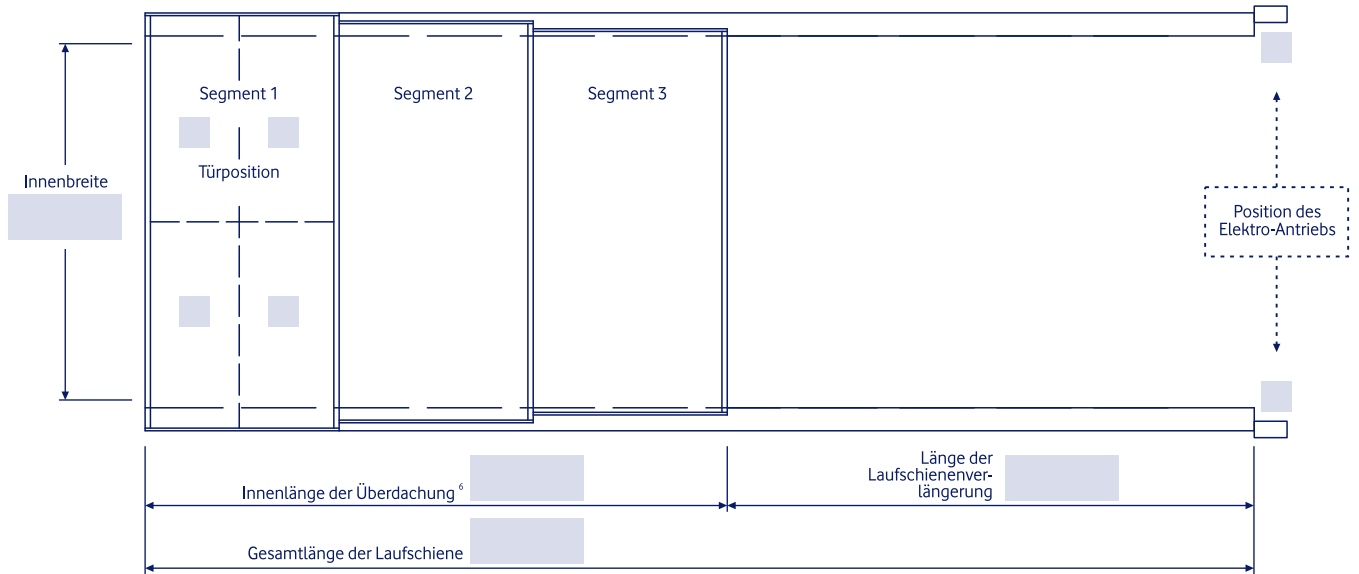 Segment 1
Segment 2
Segment 3
Türposition
Innenbreite
Position des
Elektro-Antriebs
Innenlänge der Überdachung ⁶
Länge der
Laufschienenver-
längerung
Gesamtlänge der Laufschiene